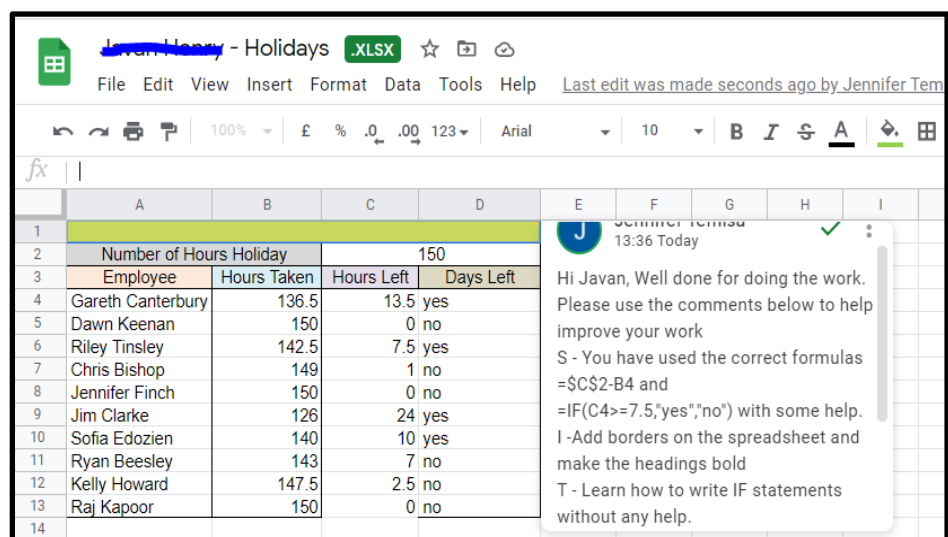 - Holidays .XLSX
File Edit View Insert Format Data Tools Help Last edit was made seconds ago by Jennifer Tem
100% £ % .0 .00 123 Arial 10 B I S A
fx
A B C D E F G H I
1
2 Number of Hours Holiday 150
3 Employee Hours Taken Hours Left Days Left
4 Gareth Canterbury 136.5 13.5 yes
5 Dawn Keenan 150 0 no
6 Riley Tinsley 142.5 7.5 yes
7 Chris Bishop 149 1 no
8 Jennifer Finch 150 0 no
9 Jim Clarke 126 24 yes
10 Sofia Edozien 140 10 yes
11 Ryan Beesley 143 7 no
12 Kelly Howard 147.5 2.5 no
13 Raj Kapoor 150 0 no
14
J
13:36 Today
Hi Javan, Well done for doing the work.
Please use the comments below to help
improve your work
S - You have used the correct formulas
=$C$2-B4 and
=IF(C4>=7.5,"yes","no") with some help.
I -Add borders on the spreadsheet and
make the headings bold
T - Learn how to write IF statements
without any help.